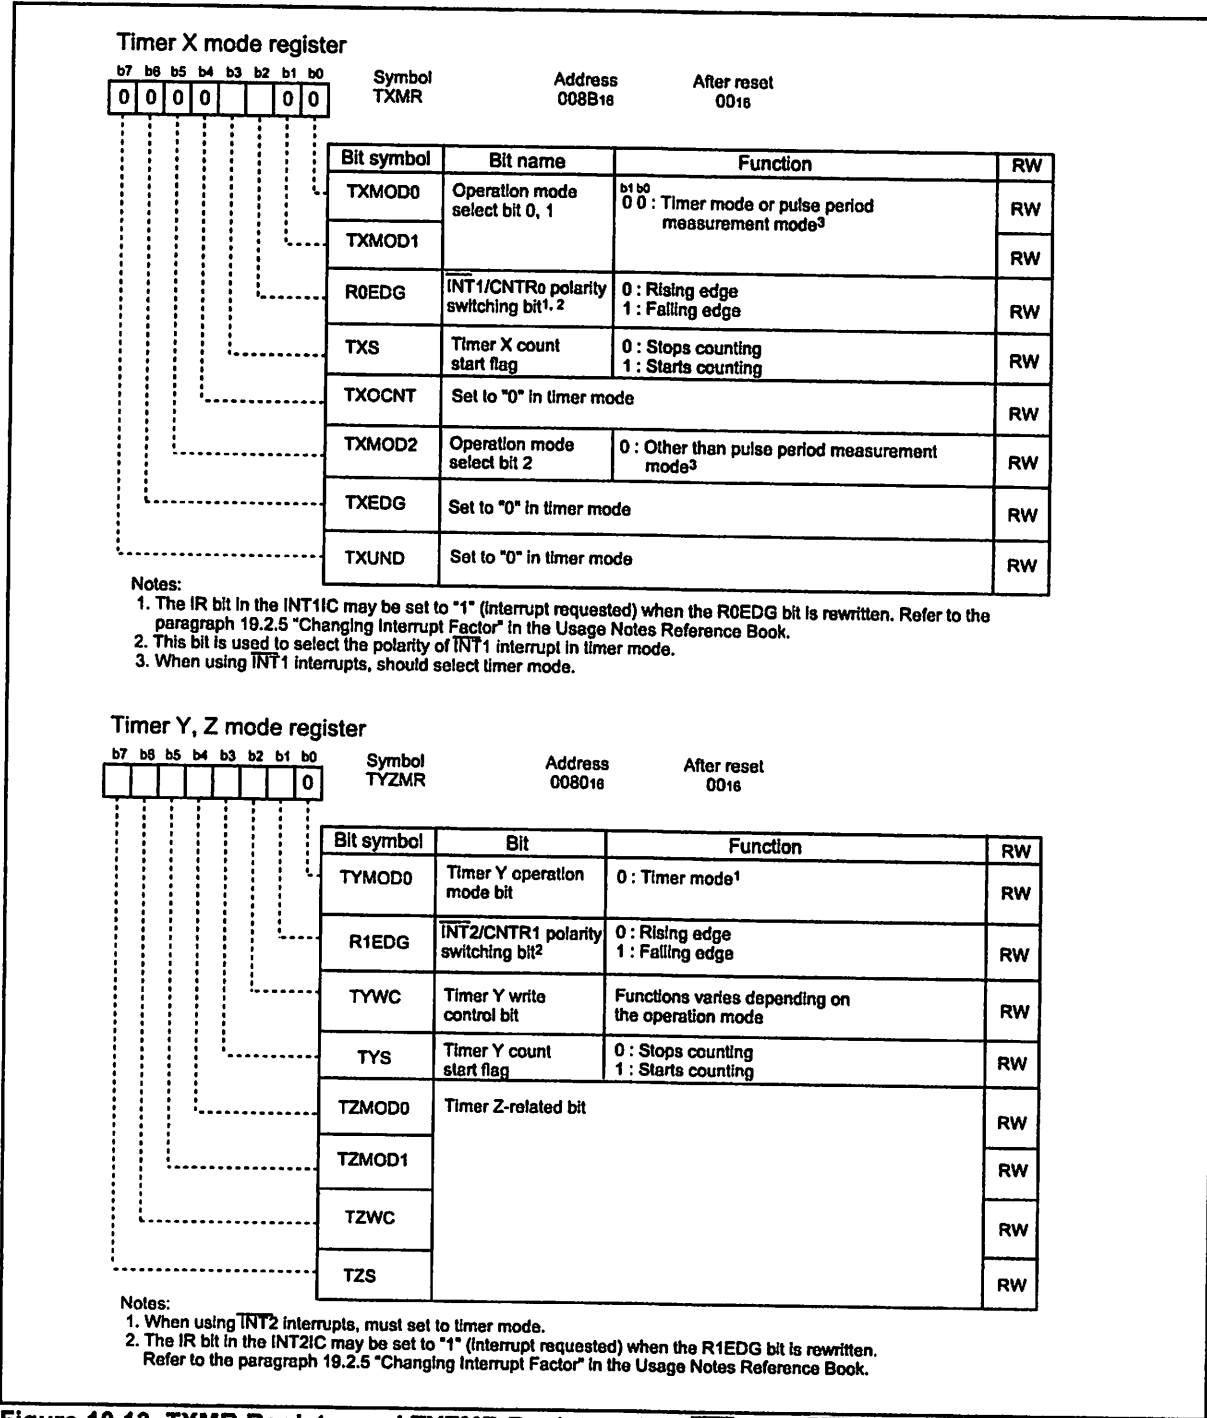 Timer X mode register
b7 b6 b5 b4 b3 b2 b1 b0
0 0 0 0 0 0
Symbol Address After reset
TXMR 008B16 0016
Bit symbol Bit name Function RW
TXMOD0 Operation mode select bit 0, 1 b1 b0
0 0 : Timer mode or pulse period measurement mode3 RW
TXMOD1 RW
R0EDG INT1/CNTR0 polarity switching bit1, 2 0 : Rising edge
1 : Falling edge RW
TXS Timer X count start flag 0 : Stops counting
1 : Starts counting RW
TXOCNT Set to "0" in timer mode RW
TXMOD2 Operation mode select bit 2 0 : Other than pulse period measurement mode3 RW
TXEDG Set to "0" in timer mode RW
TXUND Set to "0" in timer mode RW
Notes:
1. The IR bit in the INT1IC may be set to "1" (interrupt requested) when the R0EDG bit is rewritten. Refer to the
paragraph 19.2.5 "Changing Interrupt Factor" in the Usage Notes Reference Book.
2. This bit is used to select the polarity of INT1 interrupt in timer mode.
3. When using INT1 interrupts, should select timer mode.
Timer Y, Z mode register
b7 b6 b5 b4 b3 b2 b1 b0
0
Symbol Address After reset
TYZMR 008016 0016
Bit symbol Bit Function RW
TYMOD0 Timer Y operation mode bit 0 : Timer mode1 RW
R1EDG INT2/CNTR1 polarity switching bit2 0 : Rising edge
1 : Falling edge RW
TYWC Timer Y write control bit Functions varies depending on the operation mode RW
TYS Timer Y count start flag 0 : Stops counting
1 : Starts counting RW
TZMOD0 Timer Z-related bit RW
TZMOD1 RW
TZWC RW
TZS RW
Notes:
1. When using INT2 interrupts, must set to timer mode.
2. The IR bit in the INT2IC may be set to "1" (interrupt requested) when the R1EDG bit is rewritten.
Refer to the paragraph 19.2.5 "Changing Interrupt Factor" in the Usage Notes Reference Book.